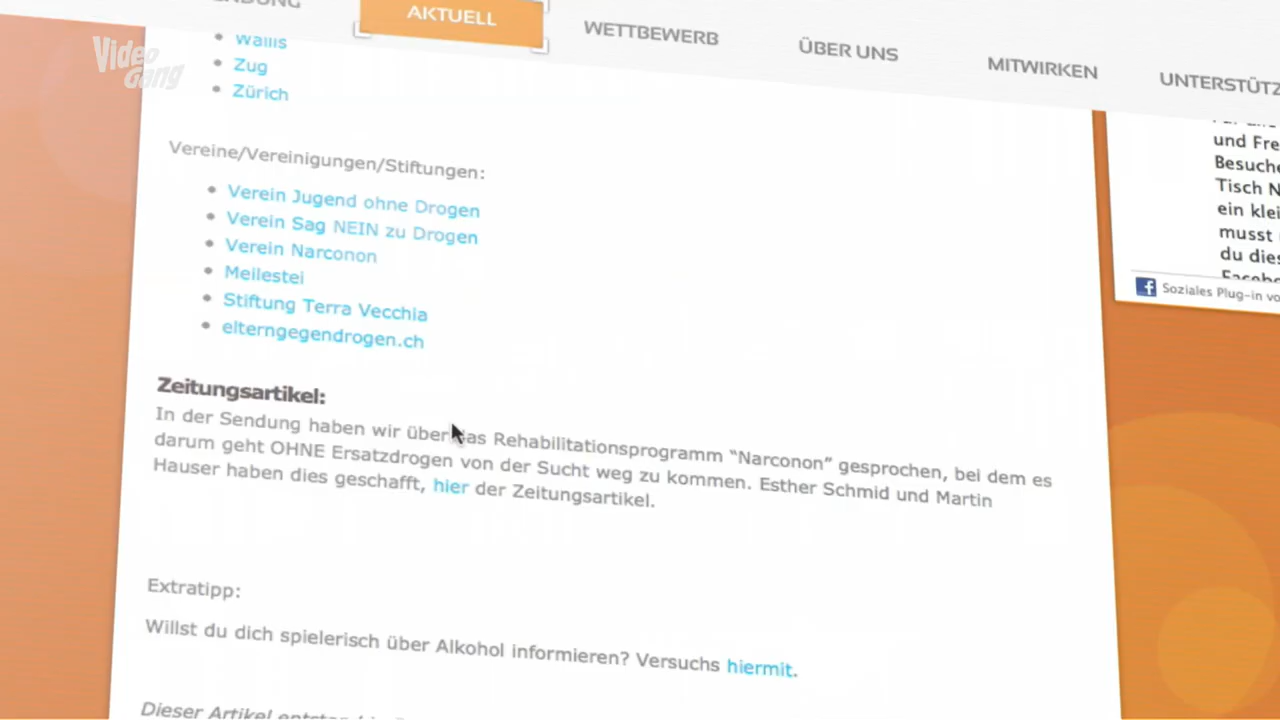 AKTUELL
WETTBEWERB
ÜBER UNS
MITWIRKEN
UNTERSTÜTZ
Video
Gang
Wallis
Zug
Zürich
Vereine/Vereinigungen/Stiftungen:
Verein Jugend ohne Drogen
Verein Sag NEIN zu Drogen
Verein Narconon
Meilestei
Stiftung Terra Vecchia
elterngegendrogen.ch
Zeitungsartikel:
In der Sendung haben wir über das Rehabilitationsprogramm “Narconon” gesprochen, bei dem es
darum geht OHNE Ersatzdrogen von der Sucht weg zu kommen. Esther Schmid und Martin
Hauser haben dies geschafft, hier der Zeitungsartikel.
Extratipp:
Willst du dich spielerisch über Alkohol informieren? Versuchs hiermit.
Dieser Artikel
und Fre
Besuche
Tisch N
ein klei
musst
du dies
Soziales Plug-in vo